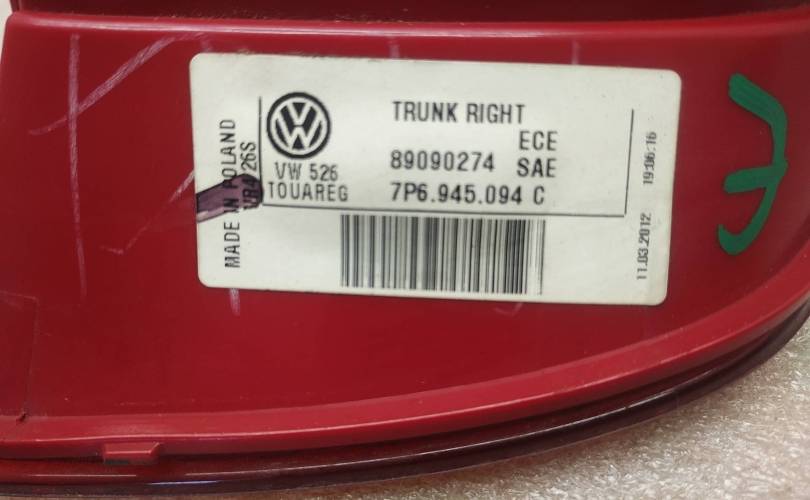 TRUNK RIGHT
ECE
89090274 SAE
7P6.945.094 C
VW 526
TOUAREG
MADE IN POLAND
26S
11.03.2012 19:06:16